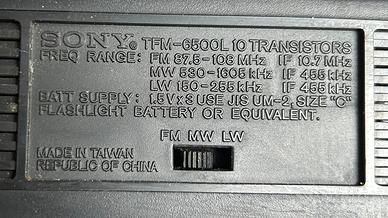 SONY® TFM-6500L 10 TRANSISTORS
FREQ RANGE: FM 87.5-108 MHz IF 10.7 MHz
MW 530-1605 kHz IF 455 kHz
LW 150-255 kHz IF 455 kHz
BATT SUPPLY: 1.5V x 3 USE JIS UM-2, SIZE "C"
FLASHLIGHT BATTERY OR EQUIVALENT.
FM MW LW
MADE IN TAIWAN
REPUBLIC OF CHINA